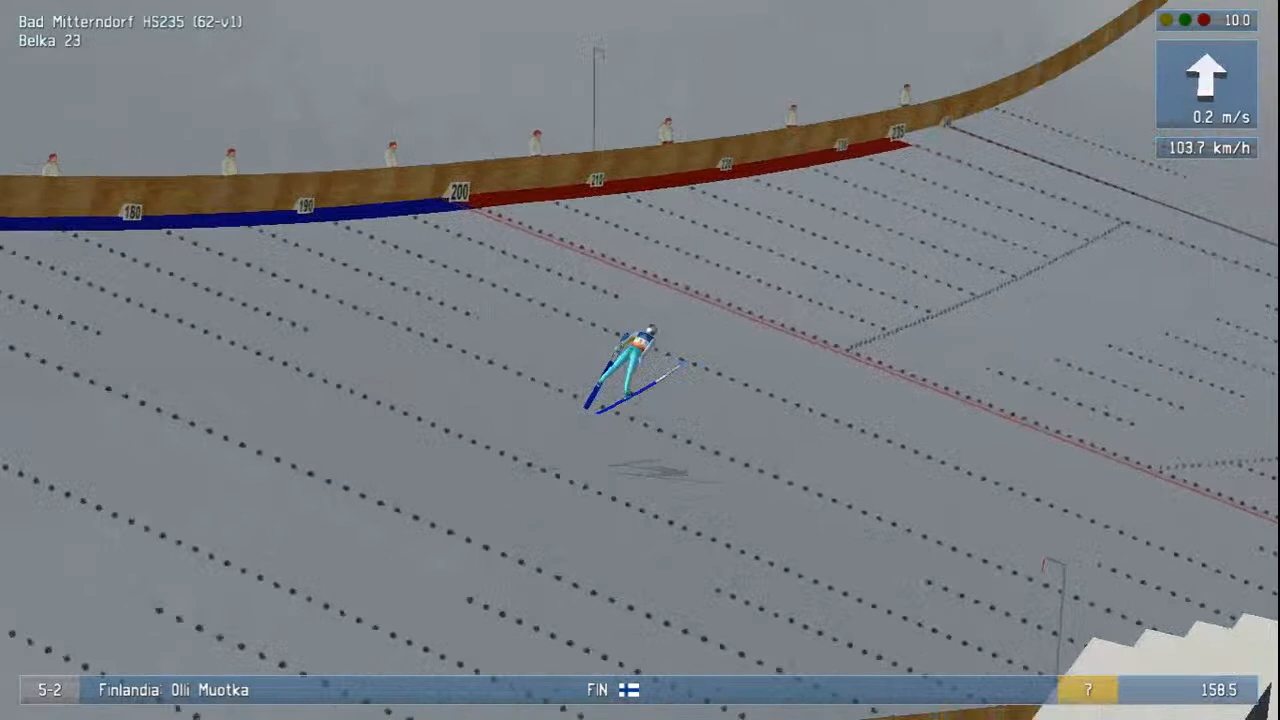 Bad Mitterndorf HS235 (62-v1)
Belka 23
10.0
0.2 m/s
103.7 km/h
180
190
200
210
220
230
235
5-2 Finlandia: Olli Muotka FIN 7 158.5